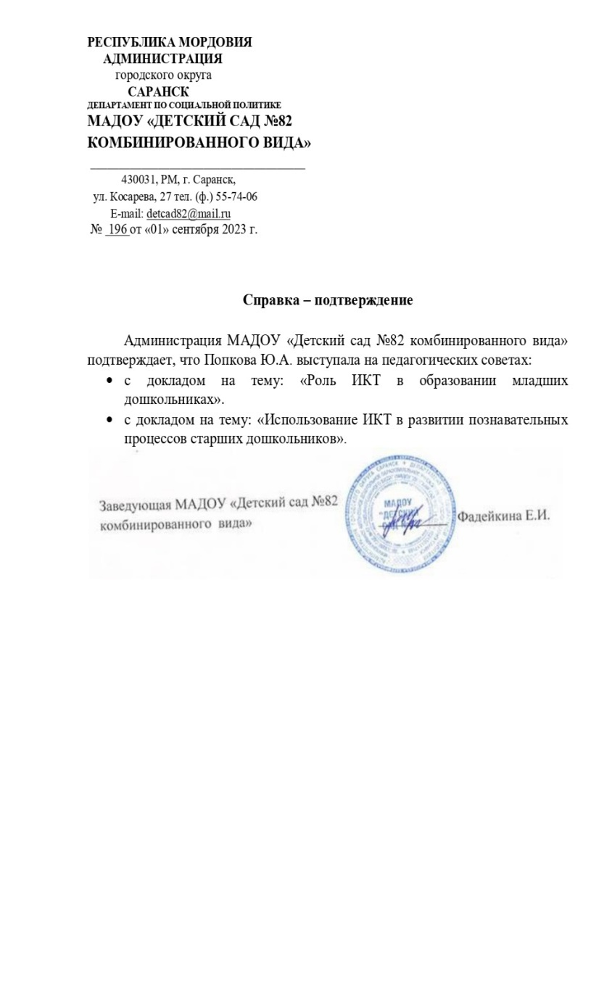 РЕСПУБЛИКА МОРДОВИЯ
АДМИНИСТРАЦИЯ
городского округа
САРАНСК
ДЕПАРТАМЕНТ ПО СОЦИАЛЬНОЙ ПОЛИТИКЕ
МАДОУ «ДЕТСКИЙ САД №82
КОМБИНИРОВАННОГО ВИДА»
430031, РМ, г. Саранск,
ул. Косарева, 27 тел. (ф.) 55-74-06
E-mail: detcad82@mail.ru
№ 196 от «01» сентября 2023 г.
Справка – подтверждение
Администрация МАДОУ «Детский сад №82 комбинированного вида»
подтверждает, что Попкова Ю.А. выступала на педагогических советах:
• с докладом на тему: «Роль ИКТ в образовании младших
дошкольниках».
• с докладом на тему: «Использование ИКТ в развитии познавательных
процессов старших дошкольников».
Заведующая МАДОУ «Детский сад №82
комбинированного вида»
МАДОУ
"ДЕТСКИЙ
Фадейкина Е.И.